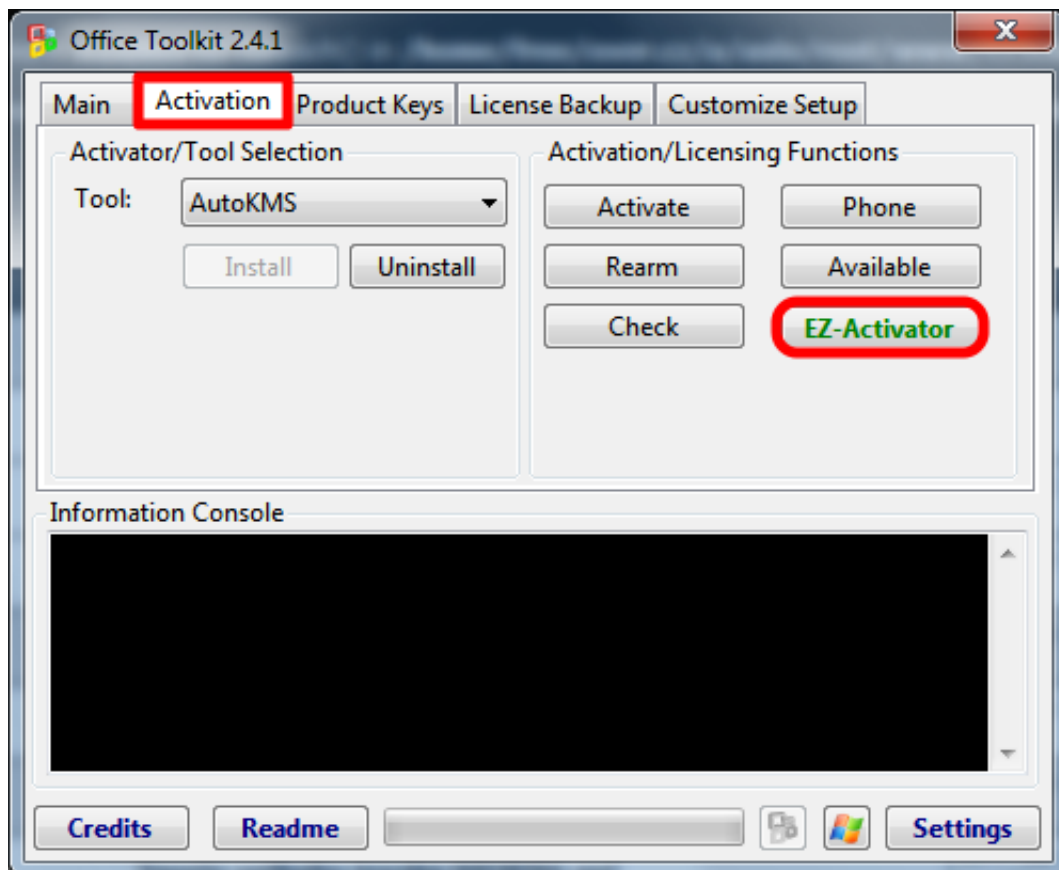 Office Toolkit 2.4.1
Main Activation Product Keys License Backup Customize Setup
Activator/Tool Selection
Tool: AutoKMS
Install Uninstall
Activation/Licensing Functions
Activate Phone
Rearm Available
Check EZ-Activator
Information Console
Credits Readme Settings